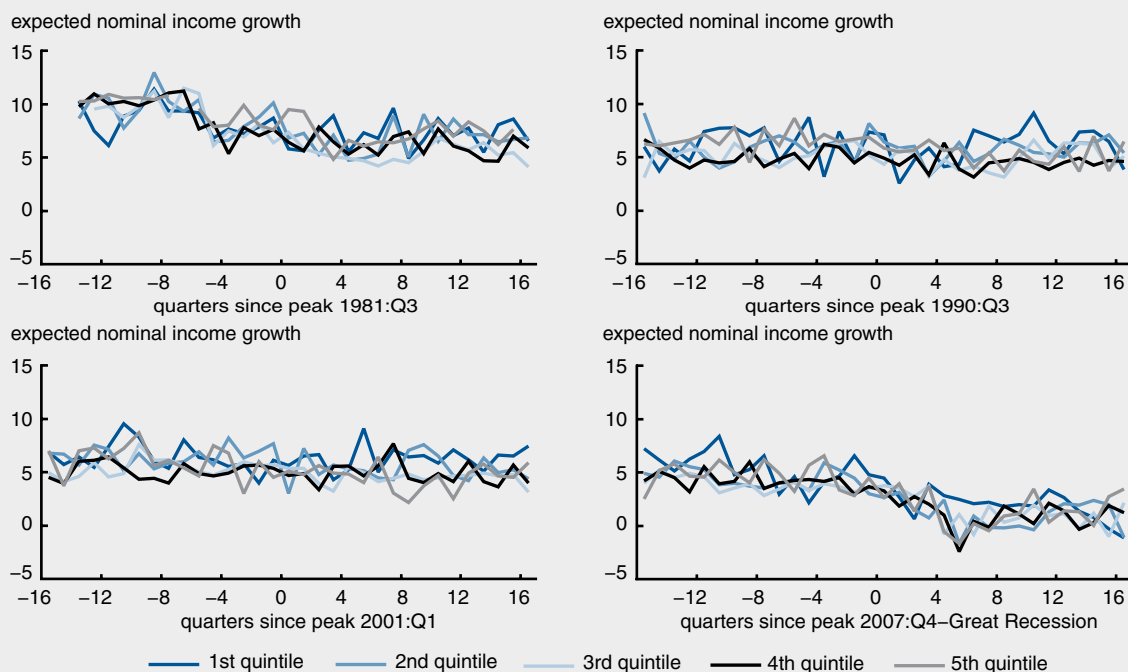 expected nominal income growth
15
10
5
0
−5
−16 −12 −8 −4 0 4 8 12 16
quarters since peak 1981:Q3
expected nominal income growth
15
10
5
0
−5
−16 −12 −8 −4 0 4 8 12 16
quarters since peak 1990:Q3
expected nominal income growth
15
10
5
0
−5
−16 −12 −8 −4 0 4 8 12 16
quarters since peak 2001:Q1
expected nominal income growth
15
10
5
0
−5
−12 −8 −4 0 4 8 12 16
quarters since peak 2007:Q4−Great Recession
1st quintile 2nd quintile 3rd quintile 4th quintile 5th quintile